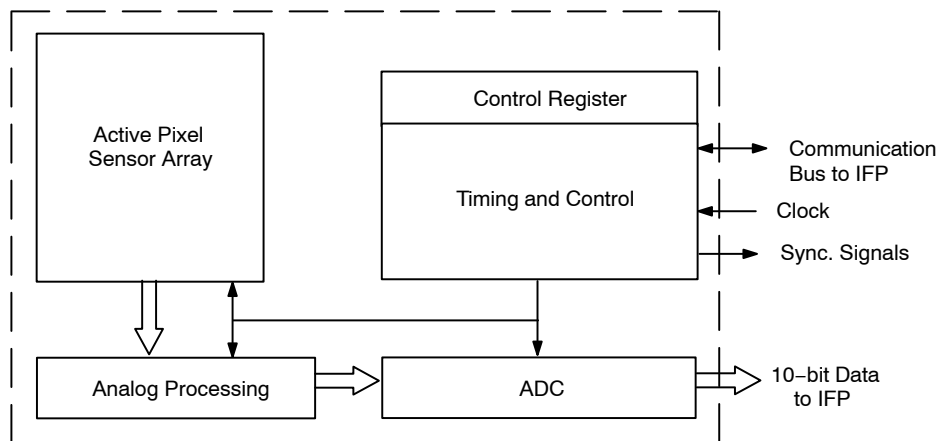 Active Pixel
Sensor Array
Control Register
Timing and Control
Communication
Bus to IFP
Clock
Sync. Signals
Analog Processing
ADC
10−bit Data
to IFP